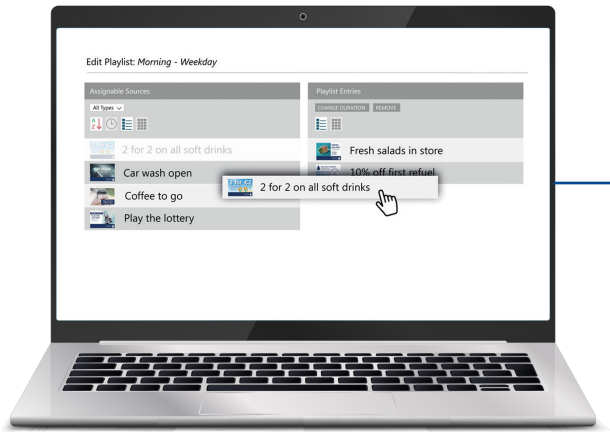 Edit Playlist: Morning - Weekday
Assignable Sources
All Types
A
Z
2 for 2 on all soft drinks
Car wash open
Coffee to go
Play the lottery
Playlist Entries
CHANGE DURATION REMOVE
Fresh salads in store
10% off first refuel
2 for 2 on all soft drinks